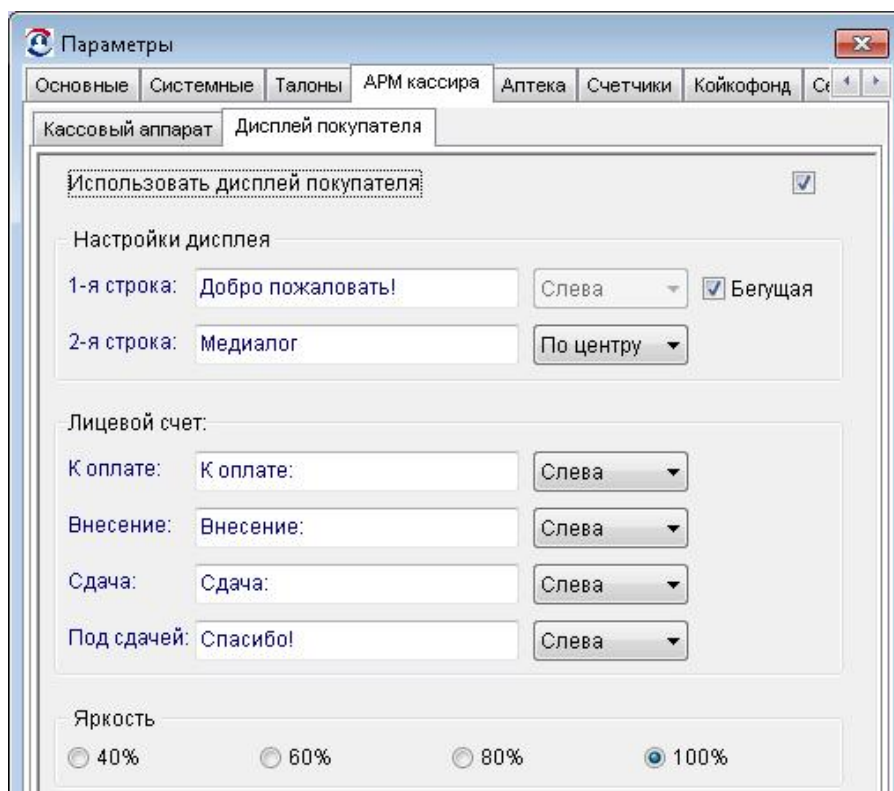 Параметры
Основные Системные Талоны АРМ кассира Аптека Счетчики Койкофонд
Кассовый аппарат Дисплей покупателя
Использовать дисплей покупателя
Настройки дисплея
1-я строка: Добро пожаловать! Слева Бегущая
2-я строка: Медиалог По центру
Лицевой счет:
К оплате: К оплате: Слева
Внесение: Внесение: Слева
Сдача: Сдача: Слева
Под сдачей: Спасибо! Слева
Яркость
40% 60% 80% 100%